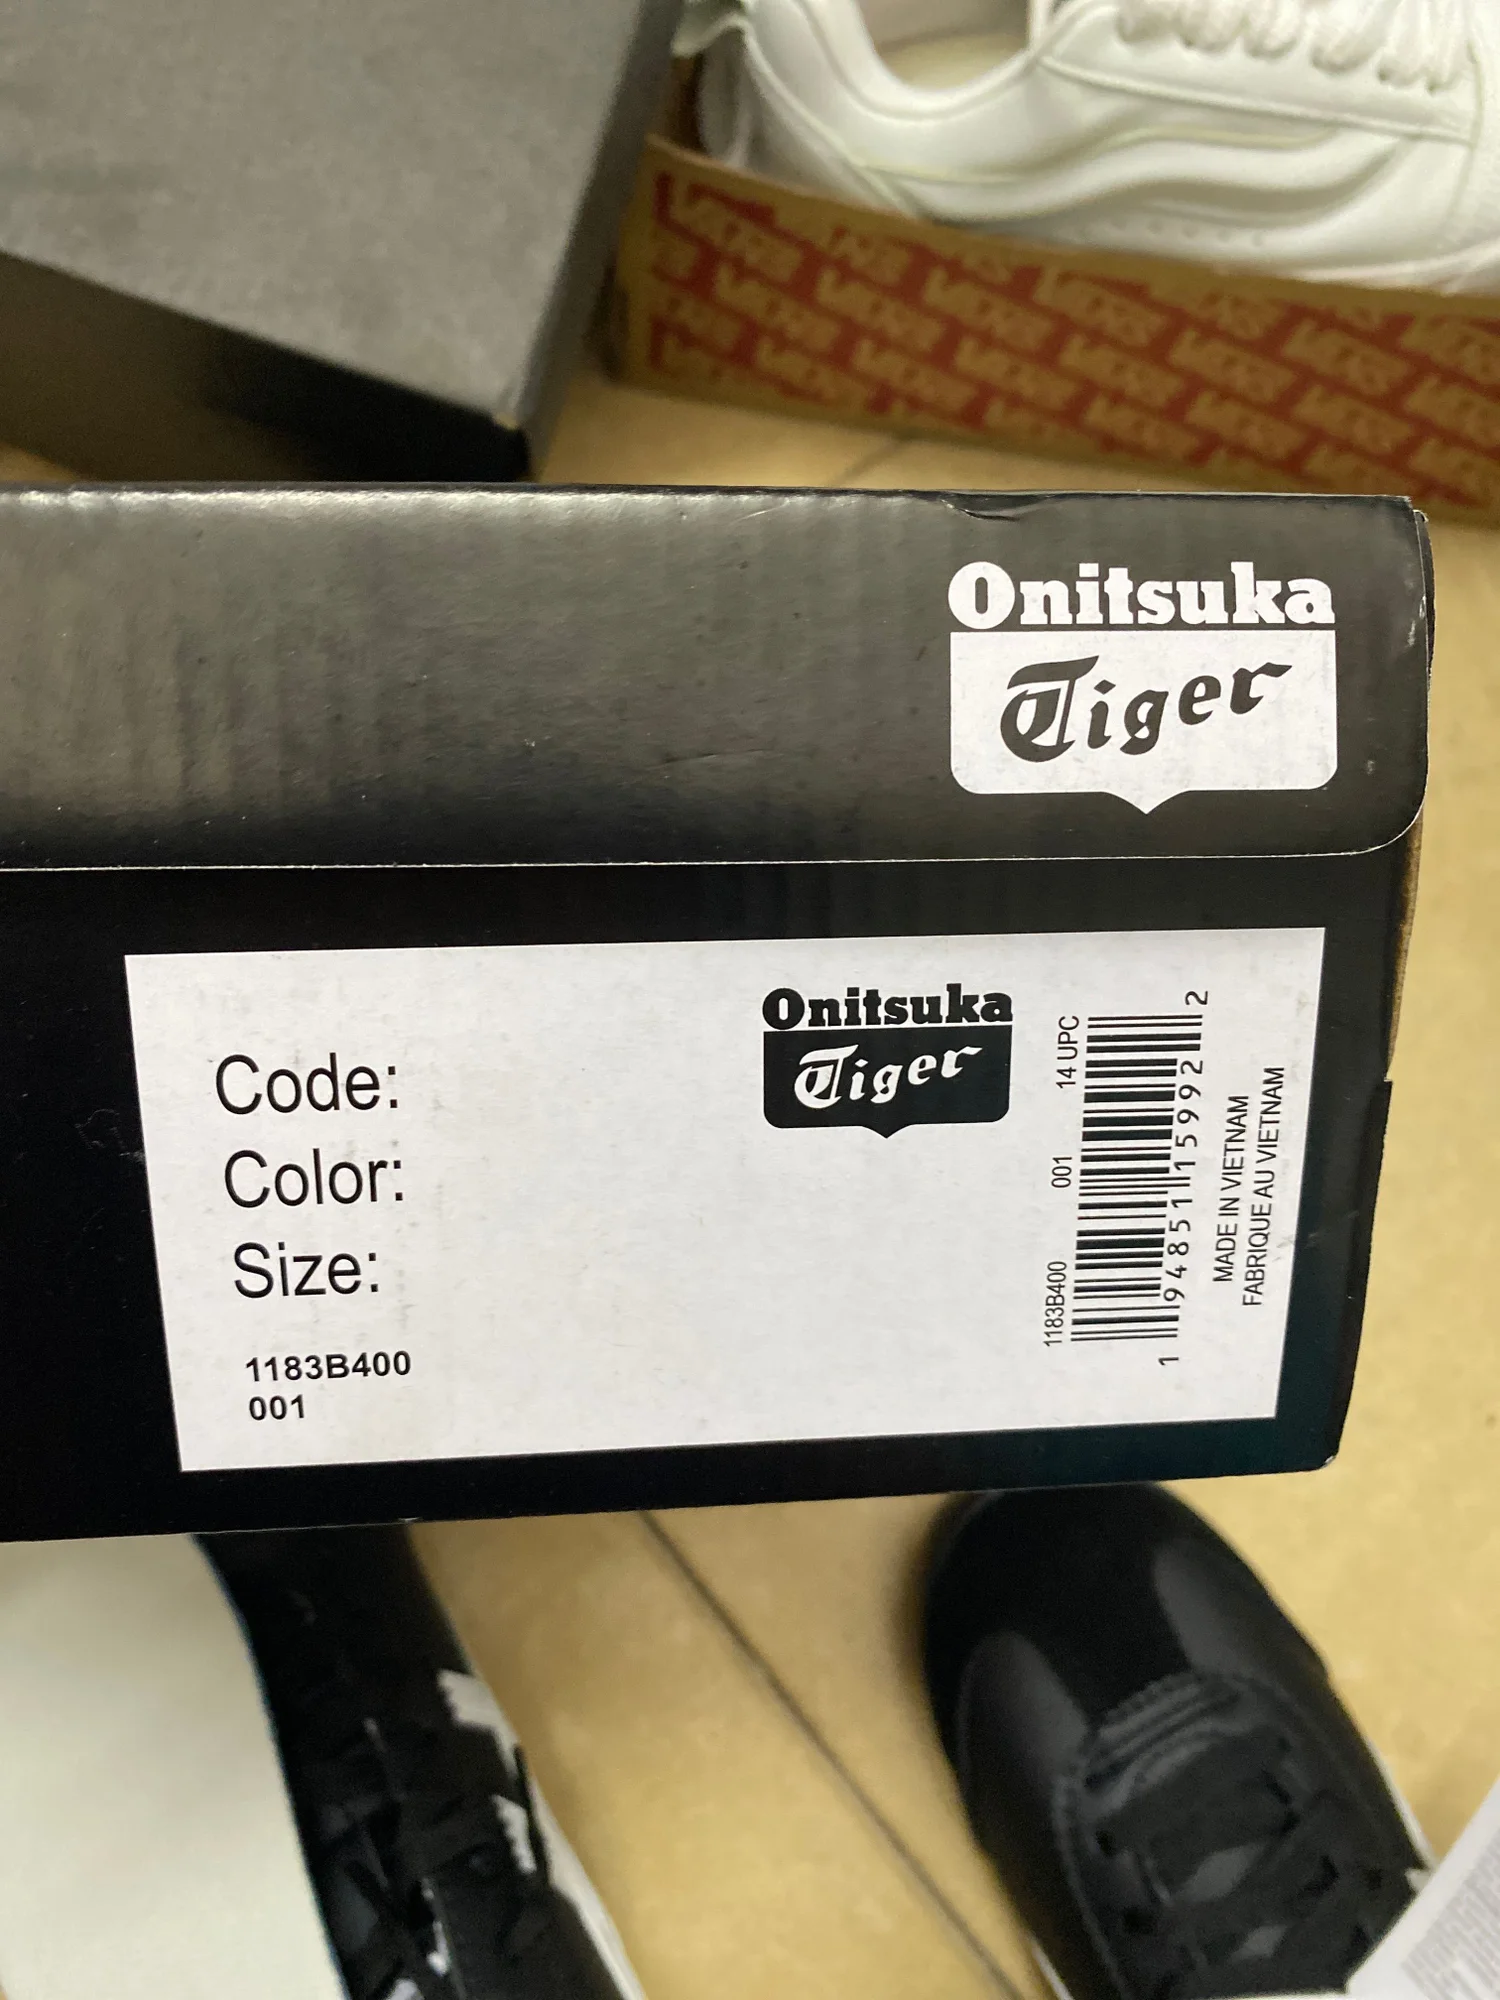 Onitsuka
Tiger
Onitsuka
Tiger
Code:
Color:
Size:
1183B400
001
1183B400 001 14 UPC
1 94851 15992 2
MADE IN VIETNAM
FABRIQUE AU VIETNAM